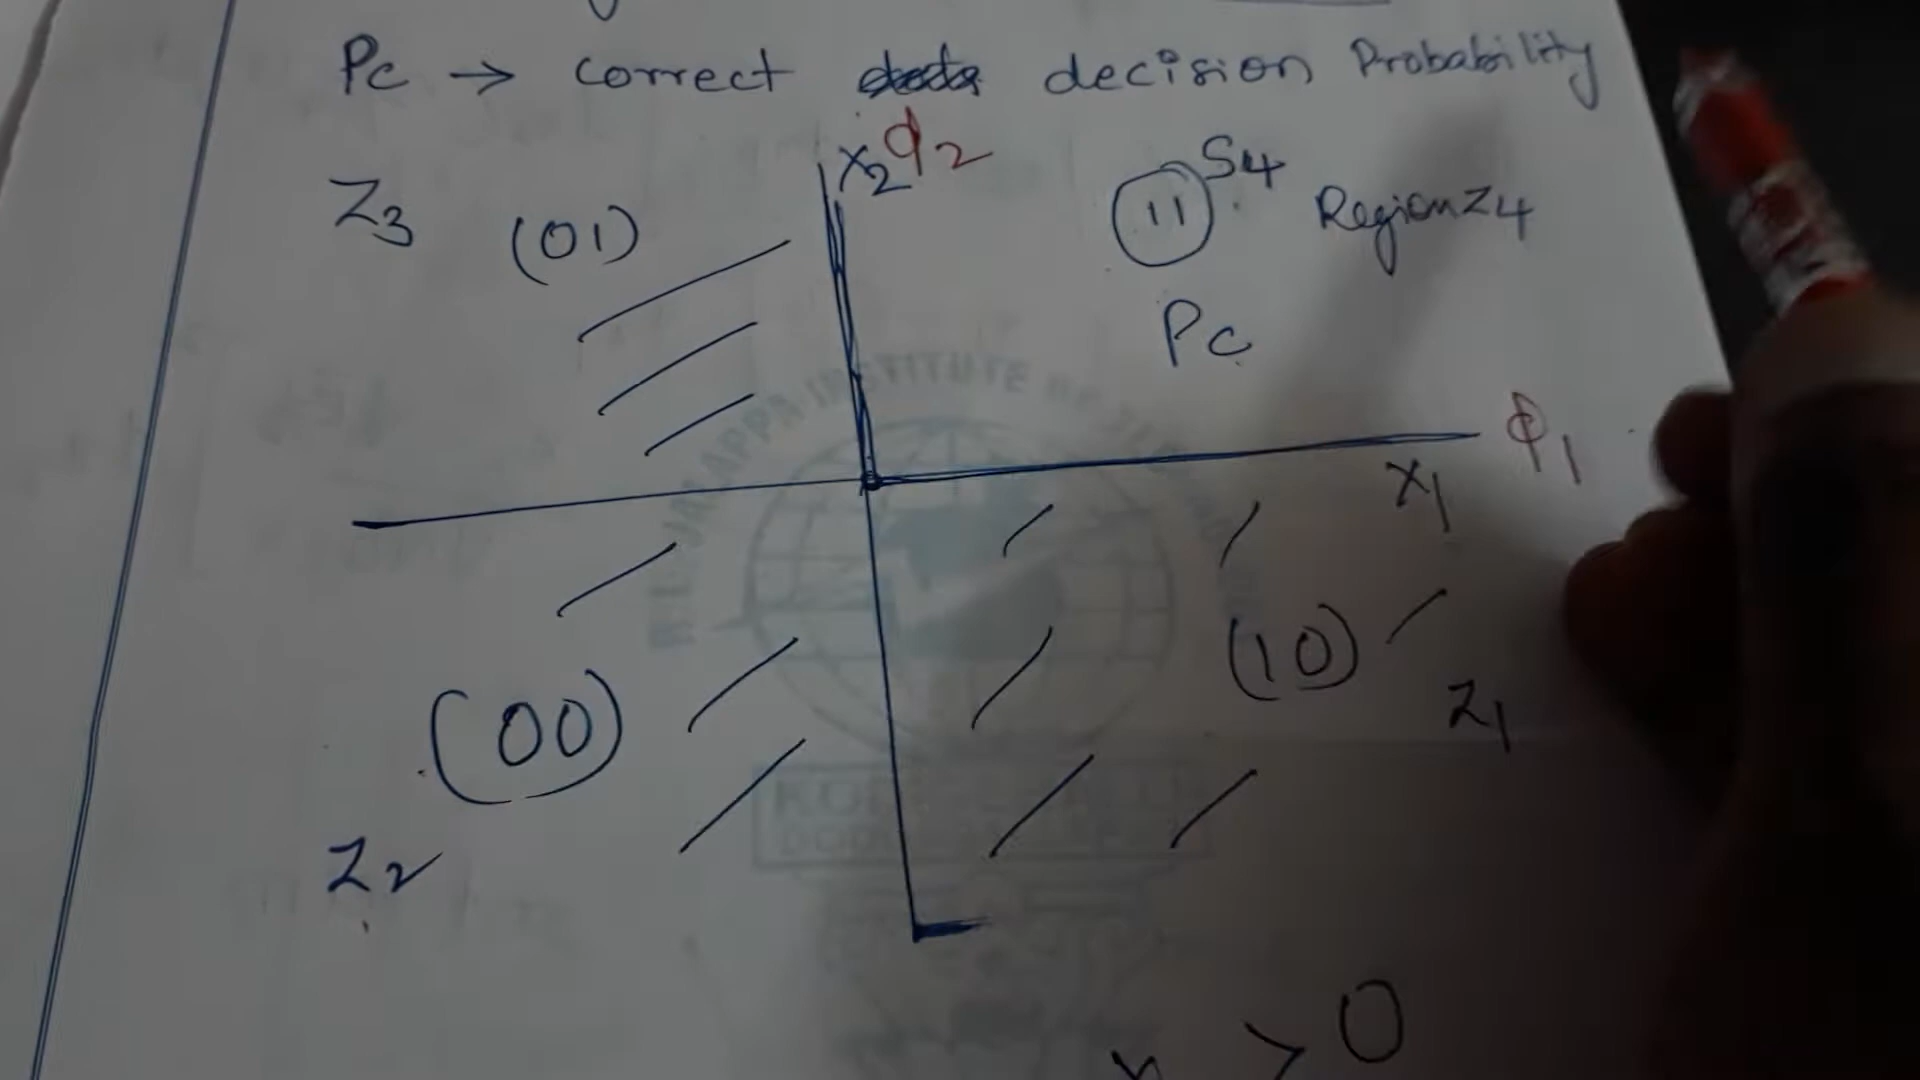 Pc → correct decision Probability
x2 φ2
S4
Z3 (01) (11) Region Z4
Pc
φ1
x1
(10)
Z1
(00)
Z2
> 0